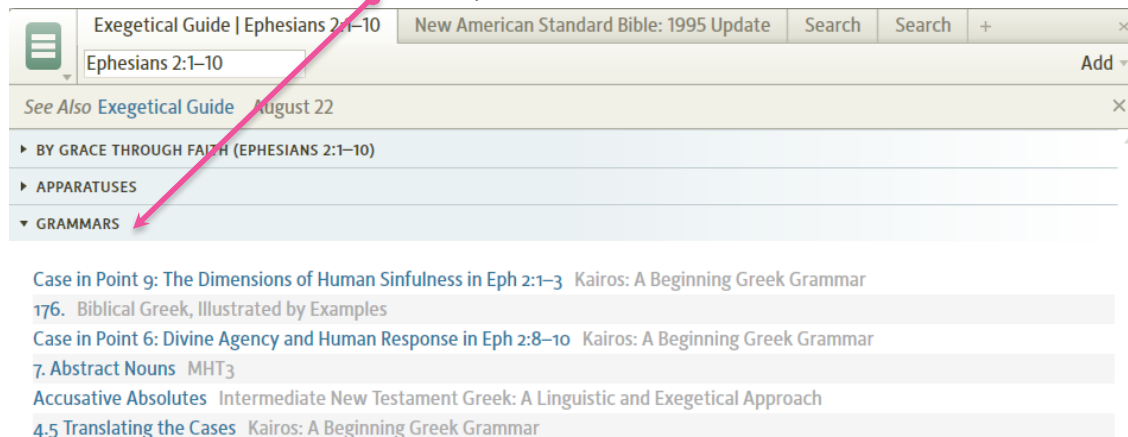 Exegetical Guide | Ephesians 2:1–10 New American Standard Bible: 1995 Update Search Search + ×
Ephesians 2:1–10 Add
See Also Exegetical Guide August 22 ×
BY GRACE THROUGH FAITH (EPHESIANS 2:1–10)
APPARATUSES
GRAMMARS
Case in Point 9: The Dimensions of Human Sinfulness in Eph 2:1–3 Kairos: A Beginning Greek Grammar
176. Biblical Greek, Illustrated by Examples
Case in Point 6: Divine Agency and Human Response in Eph 2:8–10 Kairos: A Beginning Greek Grammar
7. Abstract Nouns MHT3
Accusative Absolutes Intermediate New Testament Greek: A Linguistic and Exegetical Approach
4.5 Translating the Cases Kairos: A Beginning Greek Grammar